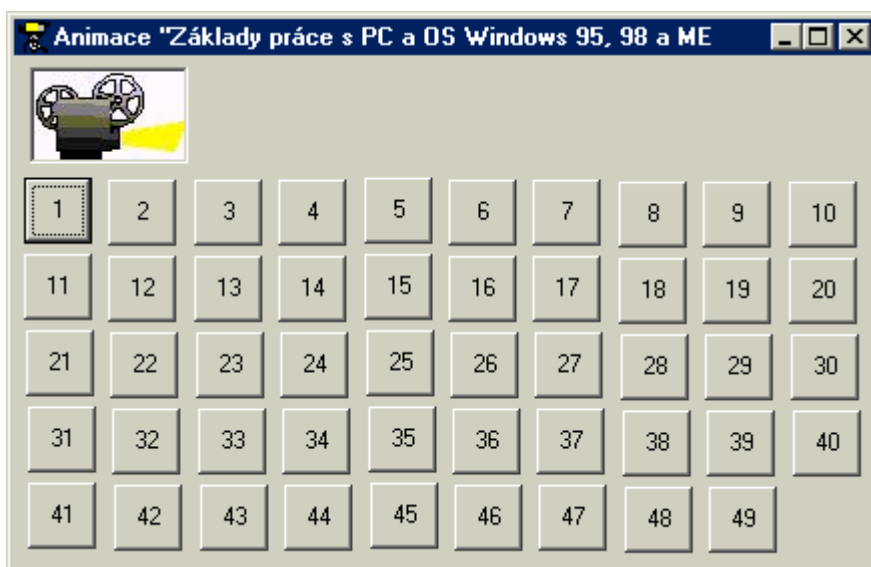 Animace "Základy práce s PC a OS Windows 95, 98 a ME
1 2 3 4 5 6 7 8 9 10
11 12 13 14 15 16 17 18 19 20
21 22 23 24 25 26 27 28 29 30
31 32 33 34 35 36 37 38 39 40
41 42 43 44 45 46 47 48 49